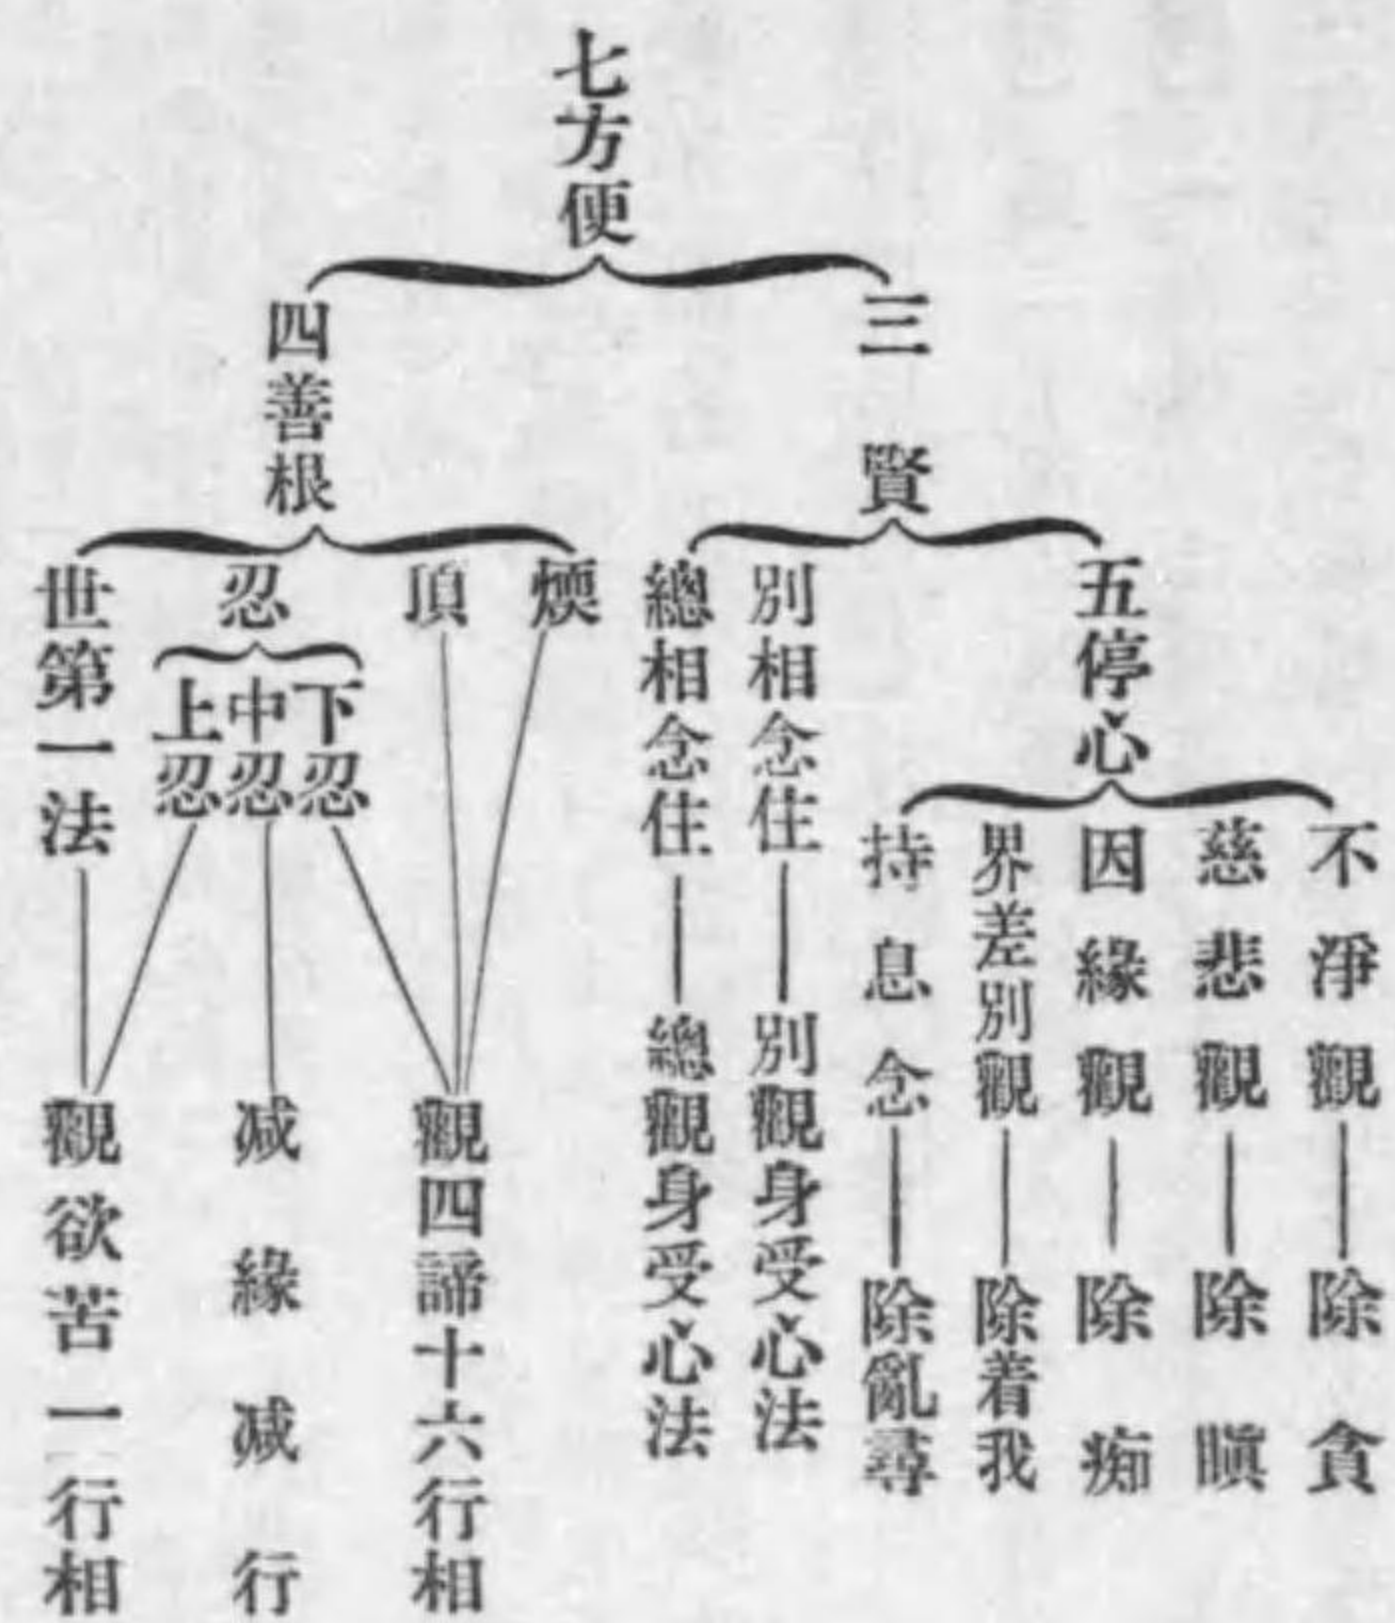 七方便
三賢
五停心
不淨觀
除貪
慈悲觀
除瞋
因緣觀
除痴
界差別觀
除着我
持息念
除亂尋
別相念住
別觀身受心法
總相念住
總觀身受心法
四善根
煗
頂
忍
下忍
中忍
上忍
世第一法
觀四諦十六行相
减緣减行
觀欲苦一行相